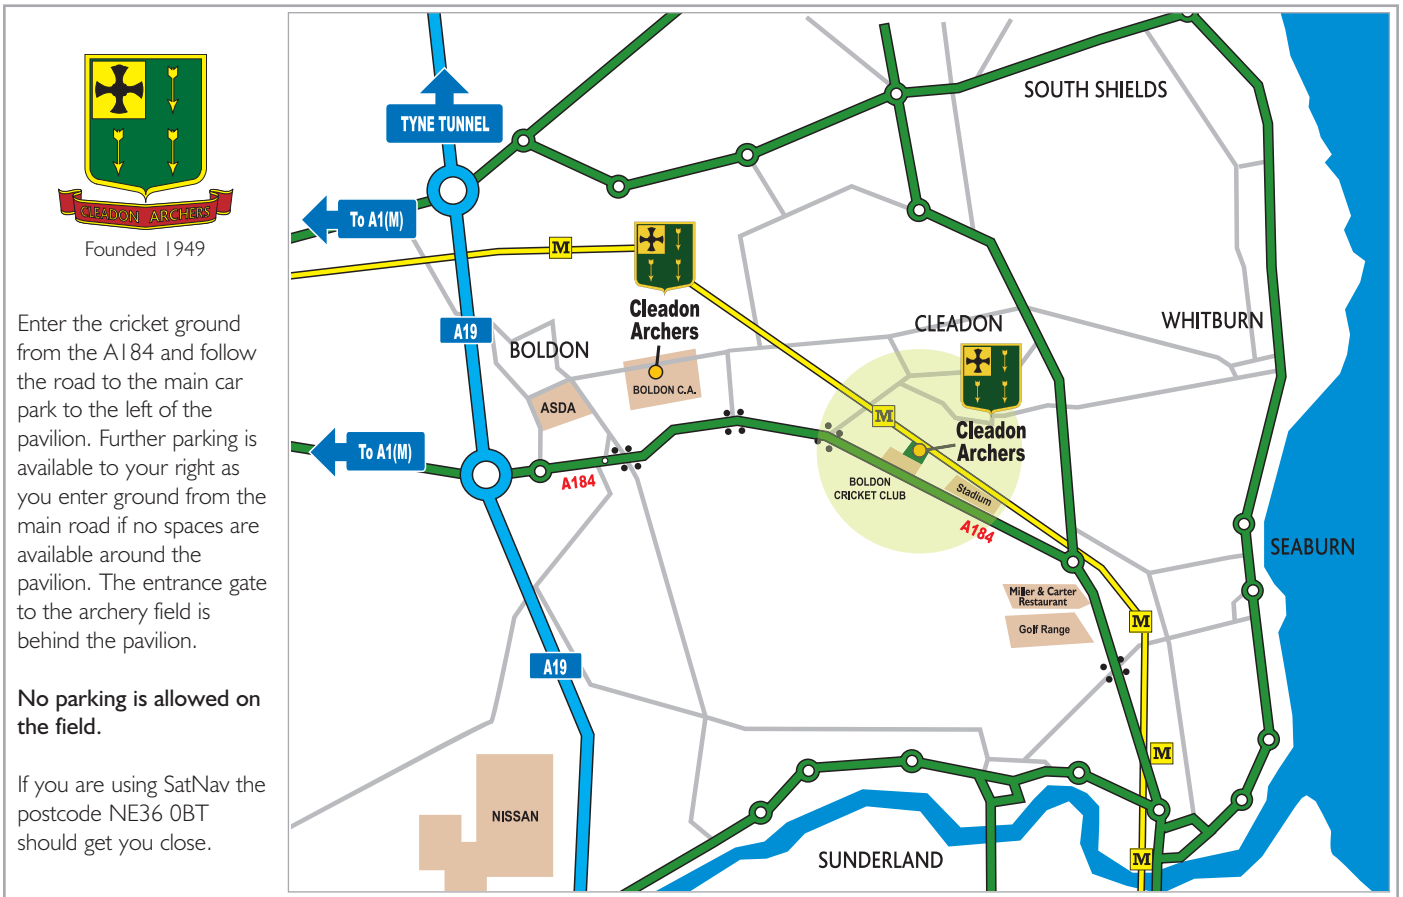 CLEADON ARCHERS
Founded 1949
Enter the cricket ground
from the A184 and follow
the road to the main car
park to the left of the
pavilion. Further parking is
available to your right as
you enter ground from the
main road if no spaces are
available around the
pavilion. The entrance gate
to the archery field is
behind the pavilion.
No parking is allowed on
the field.
If you are using SatNav the
postcode NE36 0BT
should get you close.
TYNE TUNNEL
SOUTH SHIELDS
To A1(M)
M
Cleadon
Archers
A19
BOLDON
CLEADON
WHITBURN
BOLDON C.A.
ASDA
M
Cleadon
Archers
To A1(M)
A184
BOLDON
CRICKET CLUB
Stadium
A184
SEABURN
Miller & Carter
Restaurant
Golf Range
M
A19
M
NISSAN
SUNDERLAND
M